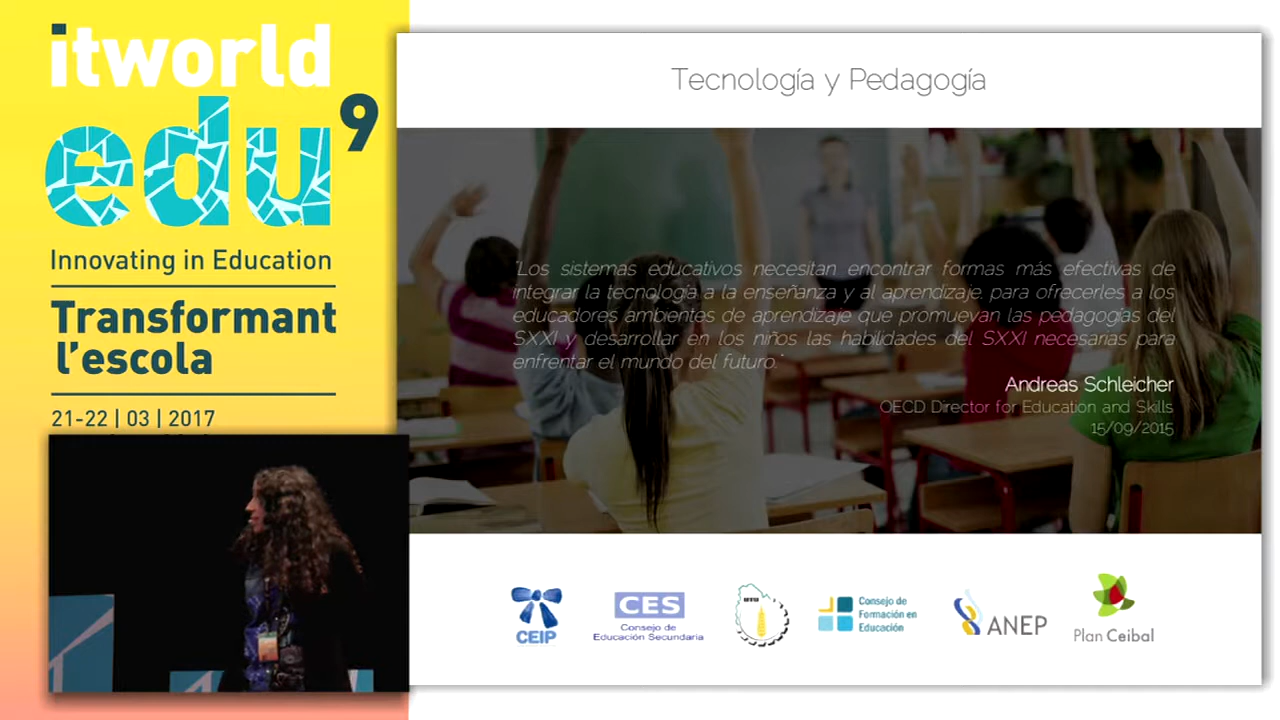 itworld
edu9
Innovating in Education
Transformant
l'escola
21-22 | 03 | 2017
Tecnología y Pedagogía
"Los sistemas educativos necesitan encontrar formas más efectivas de
integrar la tecnología a la enseñanza y al aprendizaje, para ofrecerles a los
educadores ambientes de aprendizaje que promuevan las pedagogías del
SXXI y desarrollar en los niños las habilidades del SXXI necesarias para
enfrentar el mundo del futuro."
Andreas Schleicher
OECD Director for Education and Skills
15/09/2015
CEIP
CES
Consejo de
Educación Secundaria
UTU
Consejo de
Formación en
Educación
ANEP
Plan Ceibal